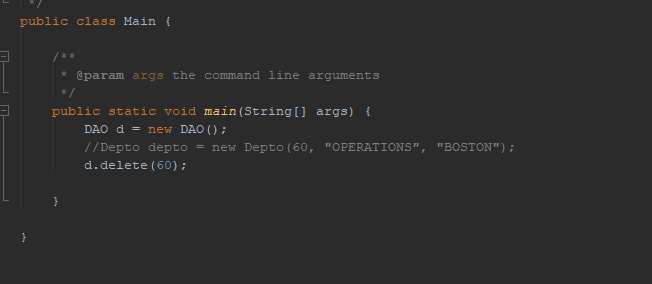 */
public class Main {
/**
* @param args the command line arguments
*/
public static void main(String[] args) {
DAO d = new DAO();
//Depto depto = new Depto(60, "OPERATIONS", "BOSTON");
d.delete(60);
}
}